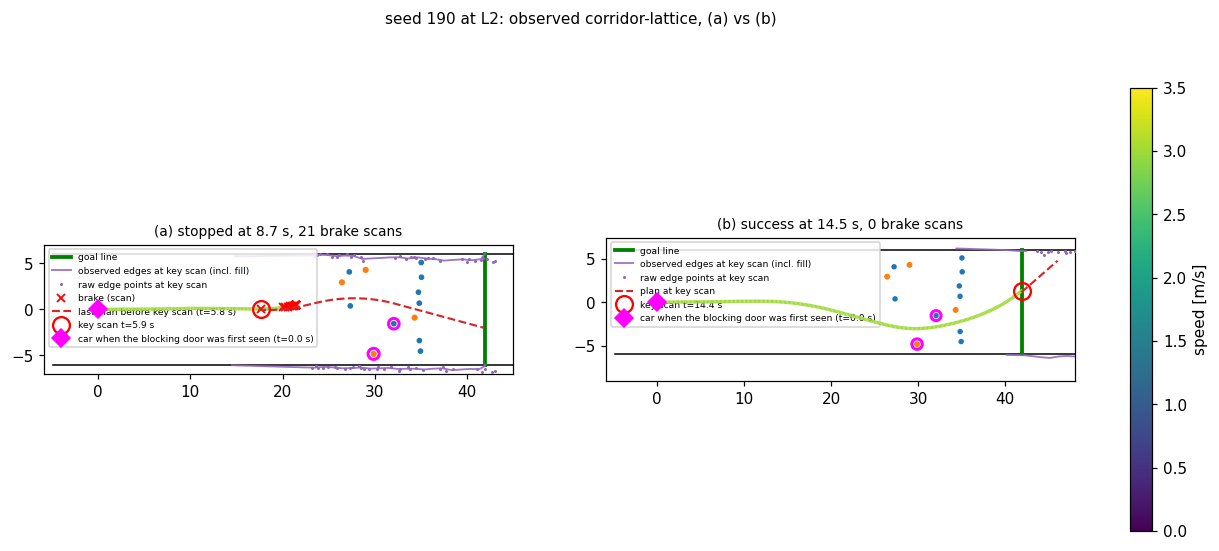 seed 190 at L2: observed corridor-lattice, (a) vs (b)
(a) stopped at 8.7 s, 21 brake scans
goal line
observed edges at key scan (incl. fill)
raw edge points at key scan
brake (scan)
last plan before key scan (t=5.8 s)
key scan t=5.9 s
car when the blocking door was first seen (t=0.0 s)
5
0
−5
0
10
20
30
40
(b) success at 14.5 s, 0 brake scans
goal line
observed edges at key scan (incl. fill)
raw edge points at key scan
plan at key scan
key scan t=14.4 s
car when the blocking door was first seen (t=0.0 s)
5
0
−5
0
10
20
30
40
3.5
3.0
2.5
2.0
1.5
1.0
0.5
0.0
speed [m/s]